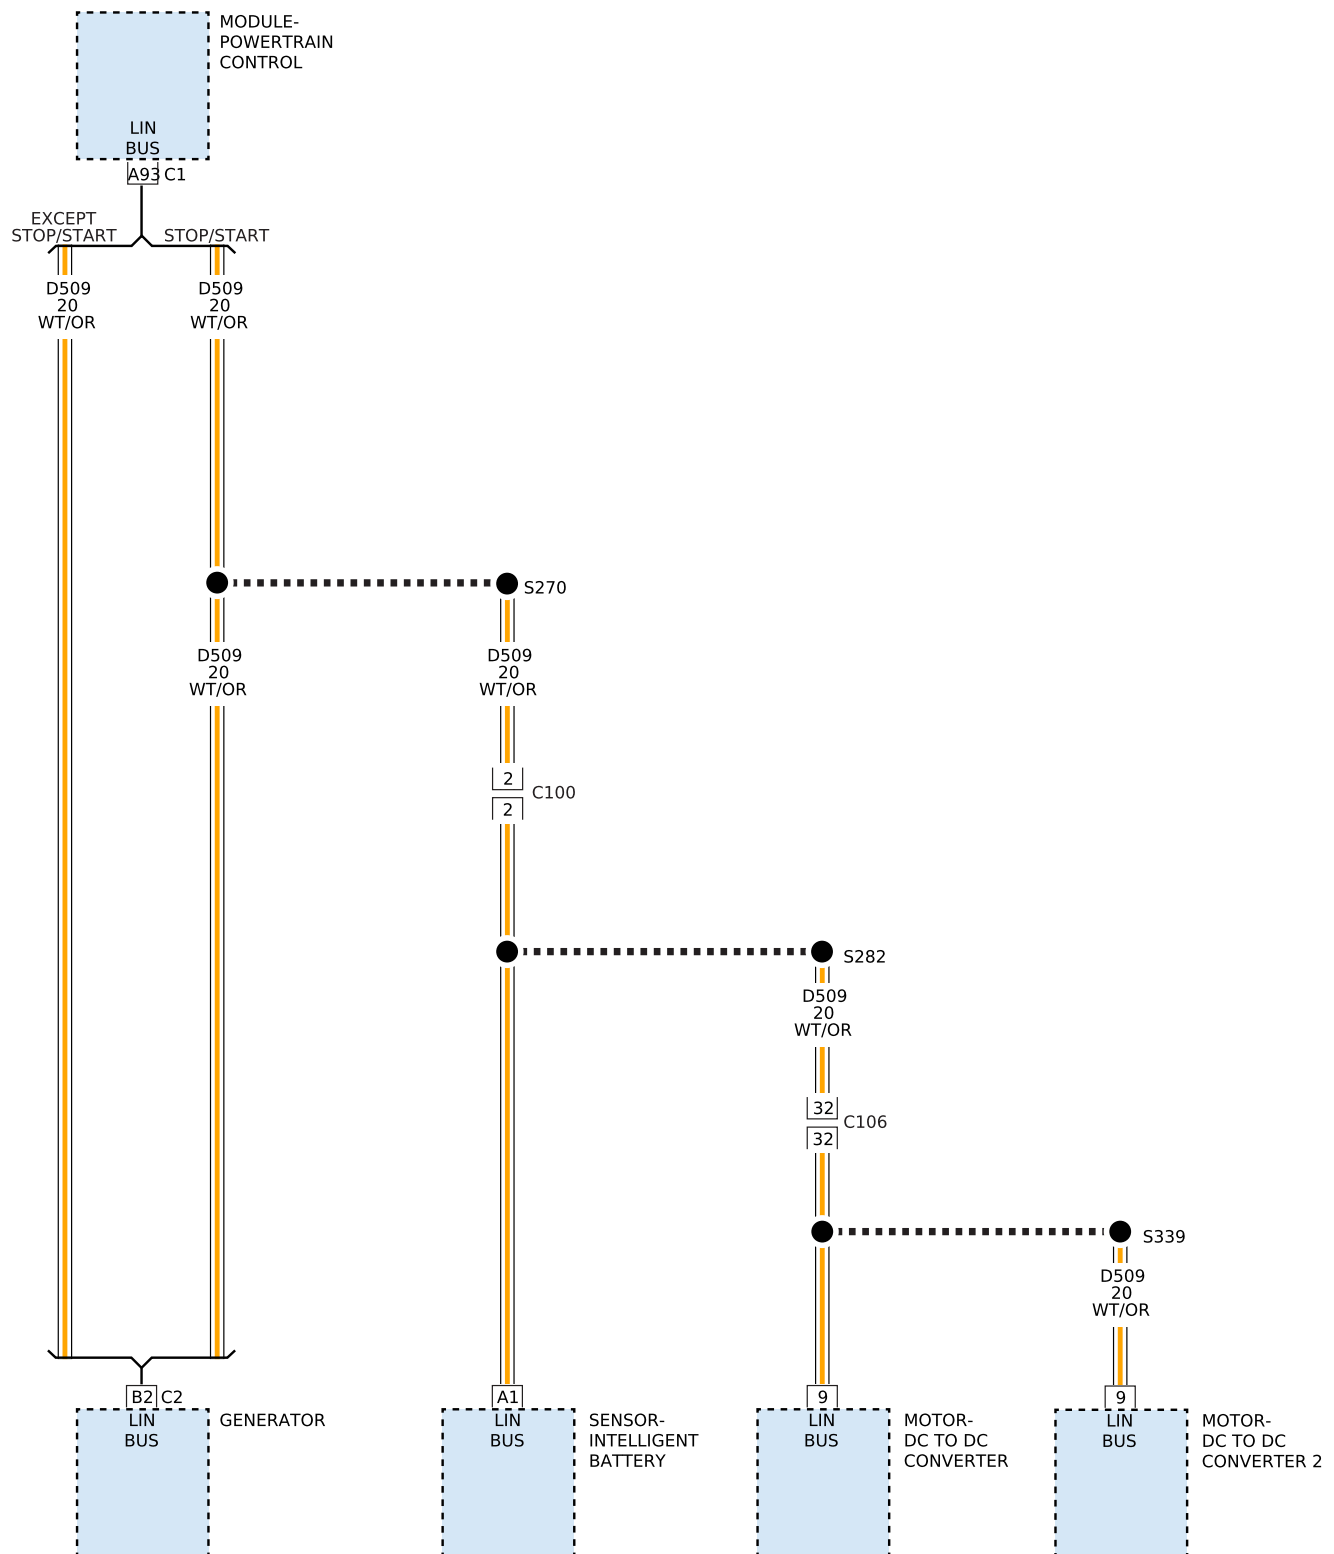 MODULE-
POWERTRAIN
CONTROL
LIN
BUS
A93 C1
EXCEPT
STOP/START
STOP/START
D509
20
WT/OR
D509
20
WT/OR
S270
D509
20
WT/OR
D509
20
WT/OR
2
C100
2
S282
D509
20
WT/OR
32
C106
32
S339
D509
20
WT/OR
B2 C2
LIN
BUS
GENERATOR
A1
LIN
BUS
SENSOR-
INTELLIGENT
BATTERY
9
LIN
BUS
MOTOR-
DC TO DC
CONVERTER
9
LIN
BUS
MOTOR-
DC TO DC
CONVERTER 2